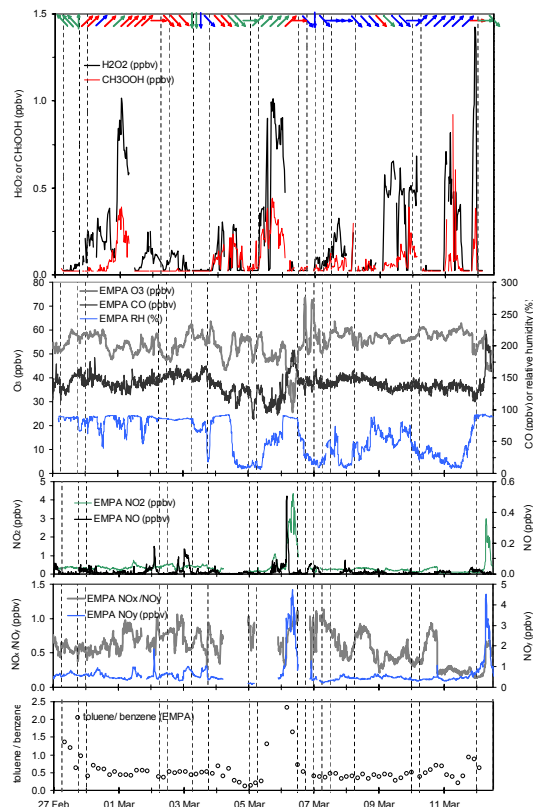 1.5
H2O2 (ppbv)
CH3OOH (ppbv)
1.0
0.5
0.0
H2O2 or CH3OOH (ppbv)
80
70
60
50
40
30
20
10
0
O3 (ppbv)
EMPA O3 (ppbv)
EMPA CO (ppbv)
EMPA RH (%)
300
250
200
150
100
50
0
CO (ppbv) or relative humidity (%)
5
4
3
2
1
0
NO2 (ppbv)
EMPA NO2 (ppbv)
EMPA NO (ppbv)
0.6
0.4
0.2
0.0
NO (ppbv)
1.5
1.0
0.5
0.0
NOx/NOy (ppbv)
EMPA NOx/NOy (ppbv)
EMPA NOy (ppbv)
5
4
3
2
1
0
NOy (ppbv)
2.5
2.0
1.5
1.0
0.5
0.0
toluene / benzene
toluene/ benzene (EMPA)
27 Feb 01 Mar 03 Mar 05 Mar 07 Mar 09 Mar 11 Mar